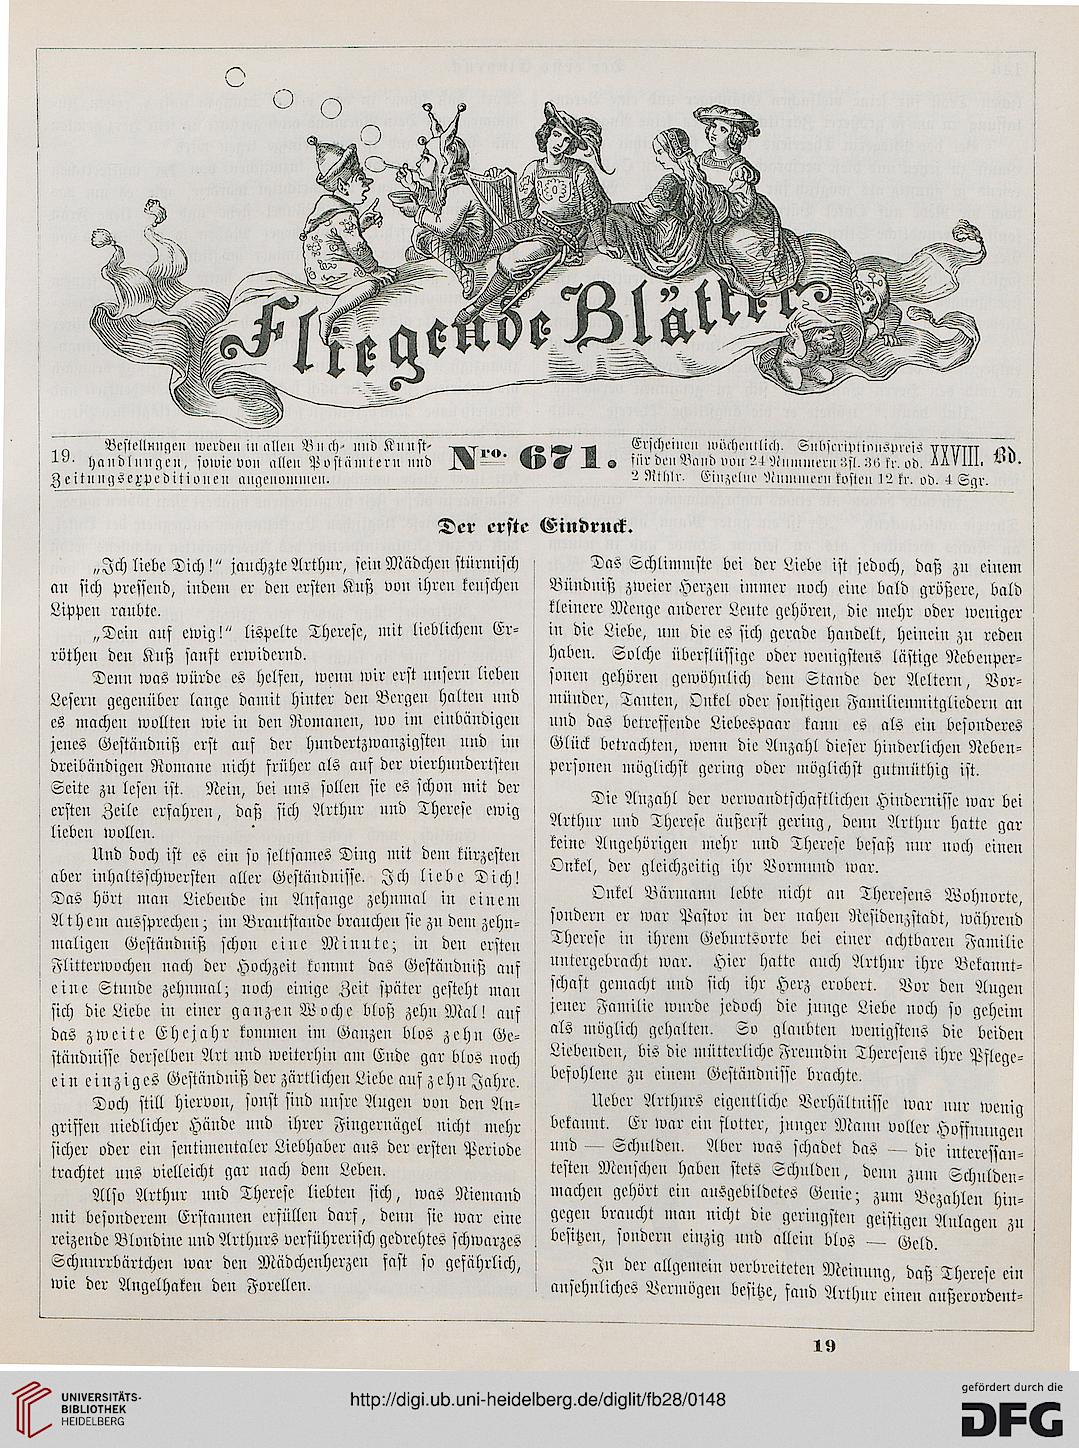 Fliegende Blätter
19.
Bestellungen werden in allen Buch- und Kunst-
handlungen, sowie von allen Postämtern und
Zeitungsexpeditionen angenommen.
Nro. 671.
Erscheinen wöchentlich. Subscriptionspreis
für den Band von 24 Nummern 3 fl. 36 kr. od.
2 Rthlr. Einzelne Nummern kosten 12 kr. od. 4 Sgr.
XXVIII. Bd.
Der erste Eindruck.
„Ich liebe Dich!“ jauchzte Arthur, sein Mädchen stürmisch
an sich pressend, indem er den ersten Kuß von ihren keuschen
Lippen raubte.
„Dein auf ewig!“ lispelte Therese, mit lieblichem Er-
röthen den Kuß sanft erwidernd.
Denn was würde es helfen, wenn wir erst unsern lieben
Lesern gegenüber lange damit hinter den Bergen halten und
es machen wollten wie in den Romanen, wo im einbändigen
jenes Geständniß erst auf der hundertzwanzigsten und im
dreibändigen Romane nicht früher als auf der vierhundertsten
Seite zu lesen ist. Nein, bei uns sollen sie es schon mit der
ersten Zeile erfahren, daß sich Arthur und Therese ewig
lieben wollen.
Und doch ist es ein so seltsames Ding mit dem kürzesten
aber inhaltsschwersten aller Geständnisse. Ich liebe Dich!
Das hört man Liebende im Anfange zehnmal in einem
Athem aussprechen; im Brautstande brauchen sie zu dem zehn-
maligen Geständniß schon eine Minute; in den ersten
Flitterwochen nach der Hochzeit kommt das Geständniß auf
eine Stunde zehnmal; noch einige Zeit später gesteht man
sich die Liebe in einer ganzen Woche bloß zehn Mal! auf
das zweite Ehejahr kommen im Ganzen blos zehn Ge-
ständnisse derselben Art und weiterhin am Ende gar blos noch
ein einziges Geständniß der zärtlichen Liebe auf zehn Jahre.
Doch still hiervon, sonst sind unsre Augen von den An-
griffen niedlicher Hände und ihrer Fingernägel nicht mehr
sicher oder ein sentimentaler Liebhaber aus der ersten Periode
trachtet uns vielleicht gar nach dem Leben.
Also Arthur und Therese liebten sich, was Niemand
mit besonderem Erstaunen erfüllen darf, denn sie war eine
reizende Blondine und Arthurs verführerisch gedrehtes schwarzes
Schnurrbärtchen war den Mädchenherzen fast so gefährlich,
wie der Angelhaken den Forellen.
Das Schlimmste bei der Liebe ist jedoch, daß zu einem
Bündniß zweier Herzen immer noch eine bald größere, bald
kleinere Menge anderer Leute gehören, die mehr oder weniger
in die Liebe, um die es sich gerade handelt, heinein zu reden
haben. Solche überflüssige oder wenigstens lästige Nebenper-
sonen gehören gewöhnlich dem Stande der Aeltern, Vor-
münder, Tanten, Onkel oder sonstigen Familienmitgliedern an
und das betreffende Liebespaar kann es als ein besonderes
Glück betrachten, wenn die Anzahl dieser hinderlichen Neben-
personen möglichst gering oder möglichst gutmüthig ist.
Die Anzahl der verwandtschaftlichen Hindernisse war bei
Arthur und Therese äußerst gering, denn Arthur hatte gar
keine Angehörigen mehr und Therese besaß nur noch einen
Onkel, der gleichzeitig ihr Vormund war.
Onkel Bärmann lebte nicht an Theresens Wohnorte,
sondern er war Pastor in der nahen Residenzstadt, während
Therese in ihrem Geburtsorte bei einer achtbaren Familie
untergebracht war. Hier hatte auch Arthur ihre Bekannt-
schaft gemacht und sich ihr Herz erobert. Vor den Augen
jener Familie wurde jedoch die junge Liebe noch so geheim
als möglich gehalten. So glaubten wenigstens die beiden
Liebenden, bis die mütterliche Freundin Theresens ihre Pflege-
befohlene zu einem Geständnisse brachte.
Ueber Arthurs eigentliche Verhältnisse war nur wenig
bekannt. Er war ein flotter, junger Mann voller Hoffnungen
und — Schulden. Aber was schadet das — die interessan-
testen Menschen haben stets Schulden, denn zum Schulden-
machen gehört ein ausgebildetes Genie; zum Bezahlen hin-
gegen braucht man nicht die geringsten geistigen Anlagen zu
besitzen, sondern einzig und allein blos — Geld.
In der allgemein verbreiteten Meinung, daß Therese ein
ansehnliches Vermögen besitze, fand Arthur einen außerordent-
19
UNIVERSITÄTS-
BIBLIOTHEK
HEIDELBERG
http://digi.ub.uni-heidelberg.de/diglit/fb28/0148
gefördert durch die
DFG